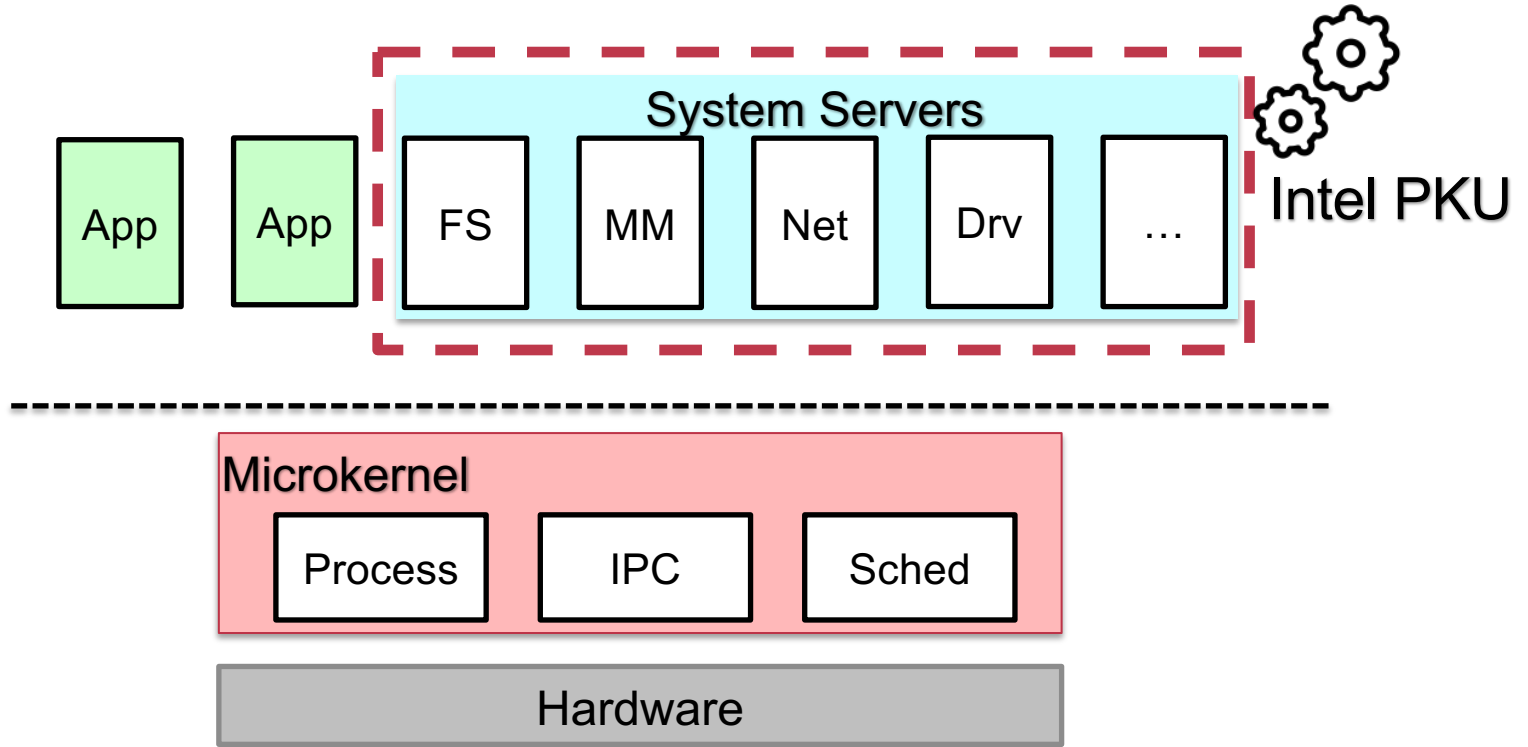 System Servers
App
App
FS
MM
Net
Drv
...
Intel PKU
Microkernel
Process
IPC
Sched
Hardware